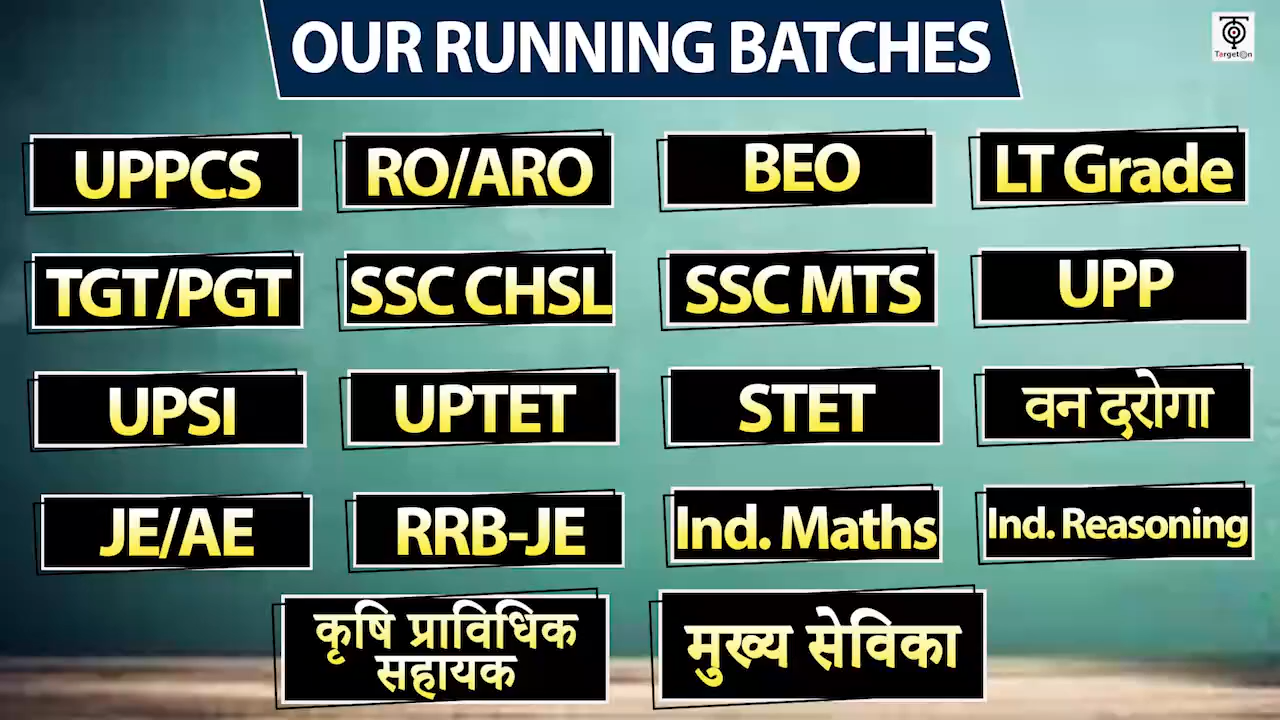 OUR RUNNING BATCHES
TargetOn
UPPCS
RO/ARO
BEO
LT Grade
TGT/PGT
SSC CHSL
SSC MTS
UPP
UPSI
UPTET
STET
वन दरोगा
JE/AE
RRB-JE
Ind. Maths
Ind. Reasoning
कृषि प्राविधिक
सहायक
मुख्य सेविका